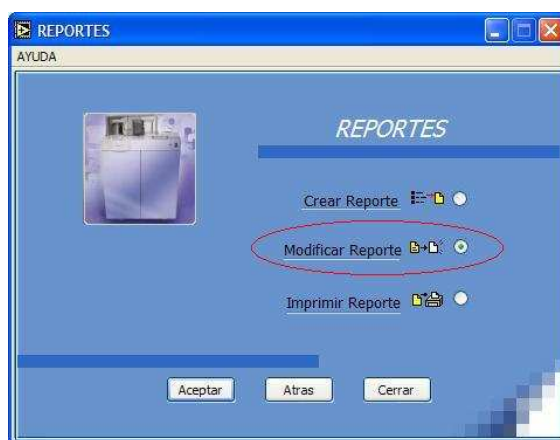 REPORTES
AYUDA
REPORTES
Crear Reporte
Modificar Reporte
Imprimir Reporte
Aceptar Atras Cerrar